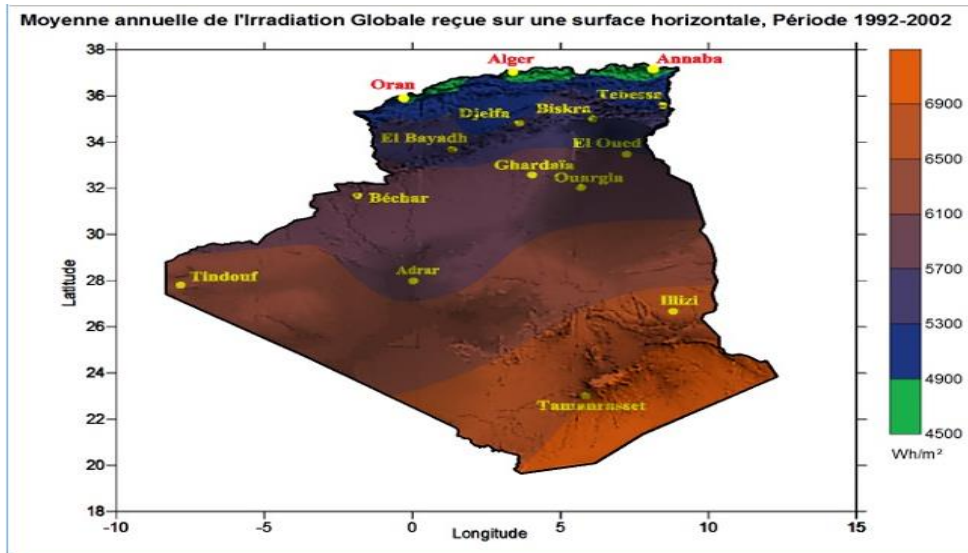 Moyenne annuelle de l'Irradiation Globale reçue sur une surface horizontale, Période 1992-2002
38
36
34
32
30
28
26
24
22
20
18
Latitude
Alger
Annaba
Oran
Tebessa
Djelfa
Biskra
El Bayadh
El Oued
Ghardaïa
Ouargla
Béchar
Adrar
Tindouf
Illizi
Tamanrasset
-10
-5
0
5
10
15
Longitude
6900
6500
6100
5700
5300
4900
4500
Wh/m²